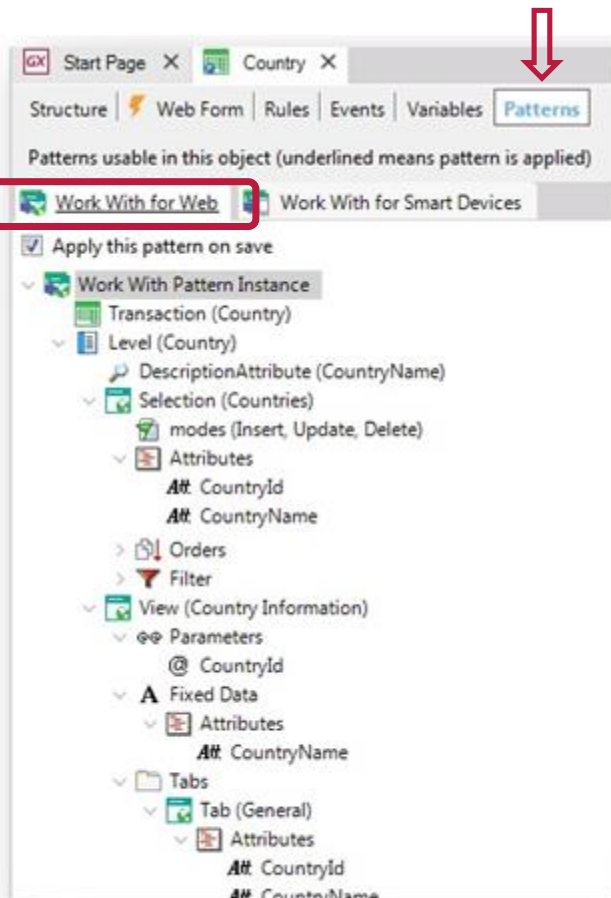 GX Start Page X Country X
Structure Web Form Rules Events Variables Patterns
Patterns usable in this object (underlined means pattern is applied)
Work With for Web Work With for Smart Devices
Apply this pattern on save
Work With Pattern Instance
Transaction (Country)
Level (Country)
DescriptionAttribute (CountryName)
Selection (Countries)
modes (Insert, Update, Delete)
Attributes
Att CountryId
Att CountryName
Orders
Filter
View (Country Information)
Parameters
@ CountryId
A Fixed Data
Attributes
Att CountryName
Tabs
Tab (General)
Attributes
Att CountryId
Att CountryName